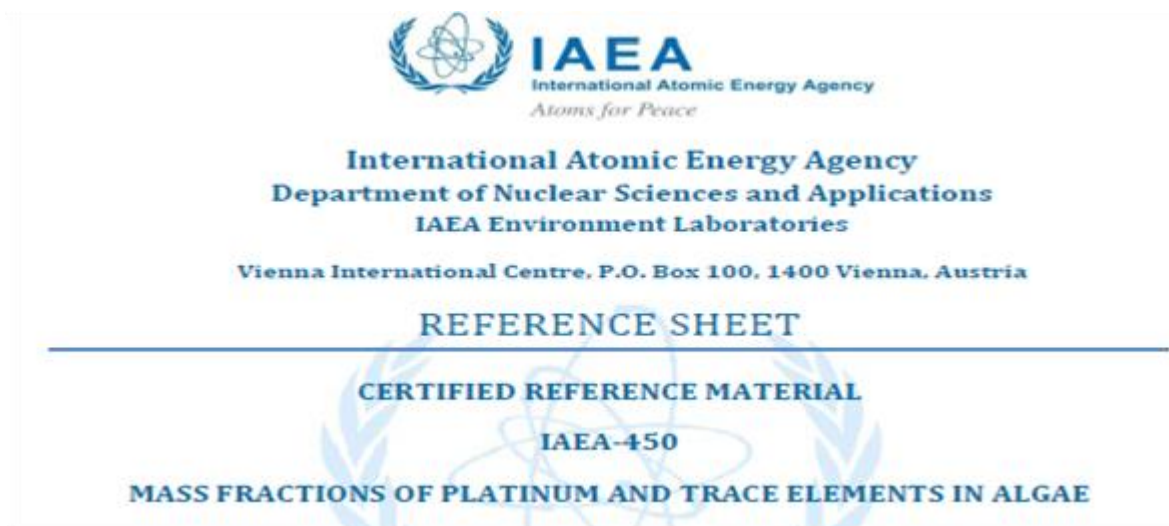 IAEA
International Atomic Energy Agency
Atoms for Peace
International Atomic Energy Agency
Department of Nuclear Sciences and Applications
IAEA Environment Laboratories
Vienna International Centre, P.O. Box 100, 1400 Vienna, Austria
REFERENCE SHEET
CERTIFIED REFERENCE MATERIAL
IAEA-450
MASS FRACTIONS OF PLATINUM AND TRACE ELEMENTS IN ALGAE